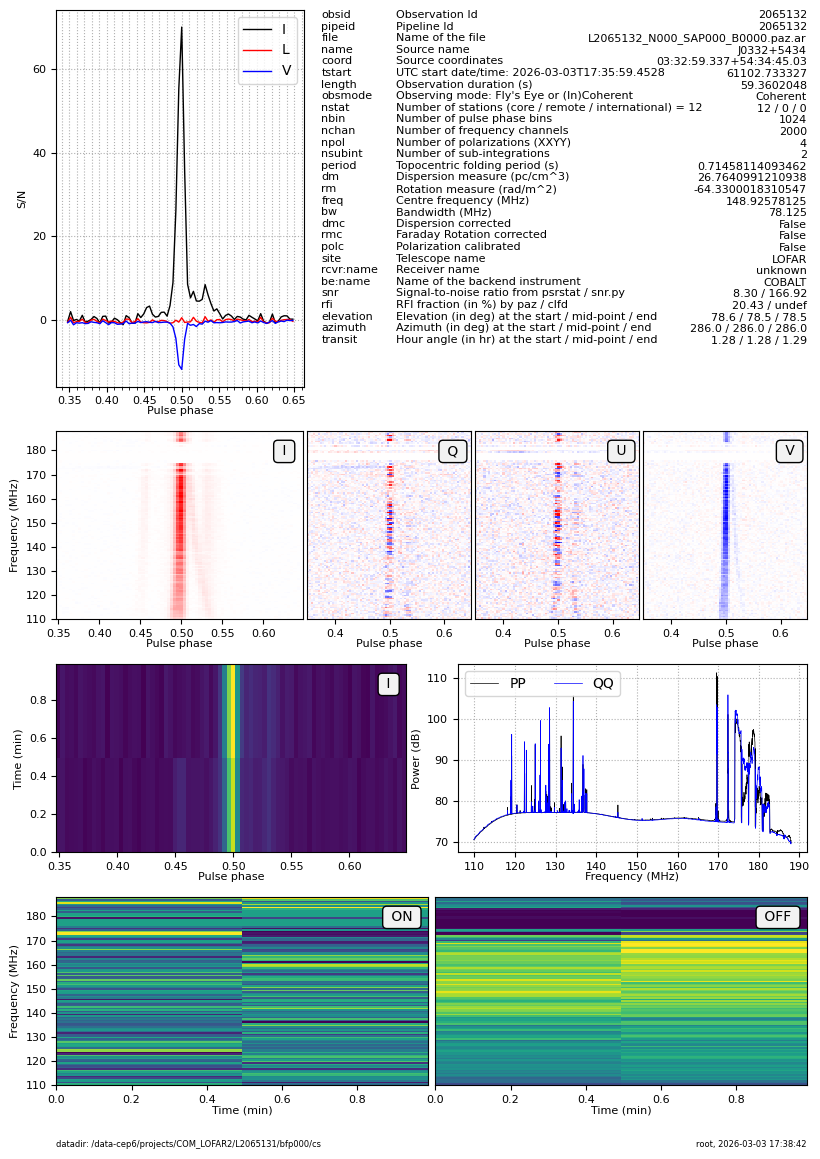 I
L
V
60
40
20
0
S/N
0.35 0.40 0.45 0.50 0.55 0.60 0.65
Pulse phase
obsid Observation Id 2065132
pipeid Pipeline Id 2065132
file Name of the file L2065132_N000_SAP000_B0000.paz.ar
name Source name J0332+5434
coord Source coordinates 03:32:59.337+54:34:45.03
tstart UTC start date/time: 2026-03-03T17:35:59.4528 61102.733327
length Observation duration (s) 59.3602048
obsmode Observing mode: Fly's Eye or (In)Coherent Coherent
nstat Number of stations (core / remote / international) = 12 12 / 0 / 0
nbin Number of pulse phase bins 1024
nchan Number of frequency channels 2000
npol Number of polarizations (XXYY) 4
nsubint Number of sub-integrations 2
period Topocentric folding period (s) 0.71458114093462
dm Dispersion measure (pc/cm^3) 26.7640991210938
rm Rotation measure (rad/m^2) -64.3300018310547
freq Centre frequency (MHz) 148.92578125
bw Bandwidth (MHz) 78.125
dmc Dispersion corrected False
rmc Faraday Rotation corrected False
polc Polarization calibrated False
site Telescope name LOFAR
rcvr:name Receiver name unknown
be:name Name of the backend instrument COBALT
snr Signal-to-noise ratio from psrstat / snr.py 8.30 / 166.92
rfi RFI fraction (in %) by paz / clfd 20.43 / undef
elevation Elevation (in deg) at the start / mid-point / end 78.6 / 78.5 / 78.5
azimuth Azimuth (in deg) at the start / mid-point / end 286.0 / 286.0 / 286.0
transit Hour angle (in hr) at the start / mid-point / end 1.28 / 1.28 / 1.29
I Q U V
180
170
160
150
140
130
120
110
Frequency (MHz)
0.35 0.40 0.45 0.50 0.55 0.60 0.4 0.5 0.6 0.4 0.5 0.6 0.4 0.5 0.6
Pulse phase Pulse phase Pulse phase Pulse phase
I
0.8
0.6
0.4
0.2
0.0
Time (min)
0.35 0.40 0.45 0.50 0.55 0.60
Pulse phase
PP QQ
110
100
90
80
70
Power (dB)
110 120 130 140 150 160 170 180 190
Frequency (MHz)
ON OFF
180
170
160
150
140
130
120
110
Frequency (MHz)
0.0 0.2 0.4 0.6 0.8 0.0 0.2 0.4 0.6 0.8
Time (min) Time (min)
datadir: /data-cep6/projects/COM_LOFAR2/L2065131/bfp000/cs root, 2026-03-03 17:38:42